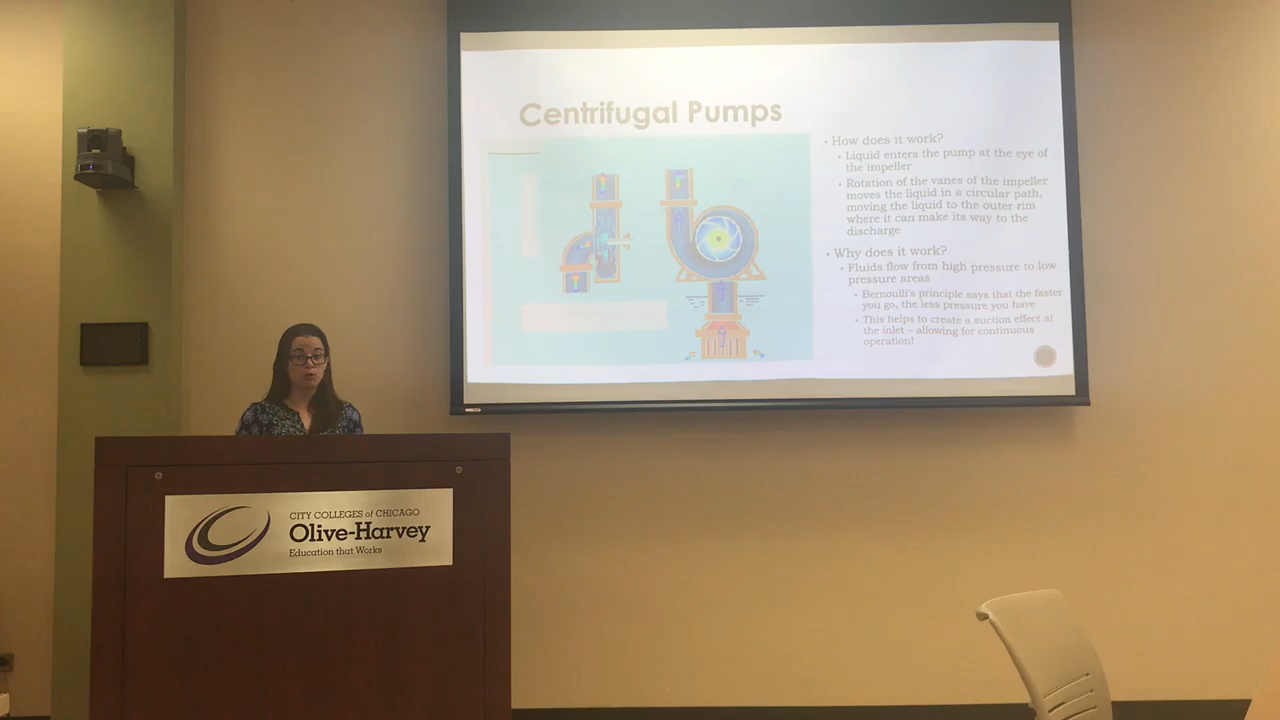 Centrifugal Pumps
• How does it work?
• Liquid enters the pump at the eye of
the impeller
• Rotation of the vanes of the impeller
moves the liquid in a circular path,
moving the liquid to the outer rim
where it can make its way to the
discharge
• Why does it work?
• Fluids flow from high pressure to low
pressure areas
• Bernoulli's principle says that the faster
you go, the less pressure you have
• This helps to create a suction effect at
the inlet – allowing for continuous
operation!
CITY COLLEGES of CHICAGO
Olive-Harvey
Education that Works